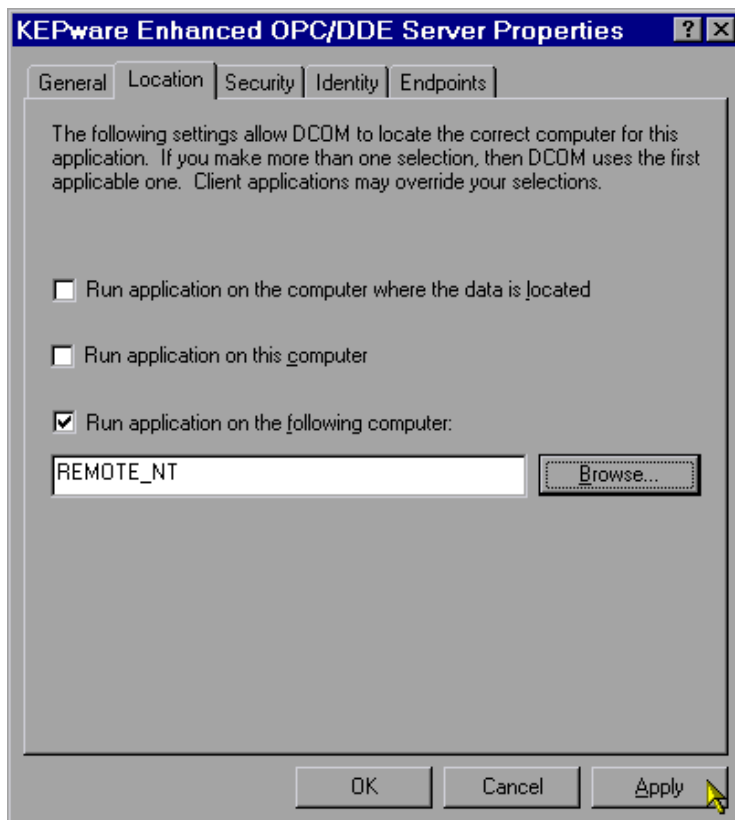 KEPware Enhanced OPC/DDE Server Properties
General Location Security Identity Endpoints
The following settings allow DCOM to locate the correct computer for this
application. If you make more than one selection, then DCOM uses the first
applicable one. Client applications may override your selections.
Run application on the computer where the data is located
Run application on this computer
Run application on the following computer:
REMOTE_NT Browse...
OK Cancel Apply